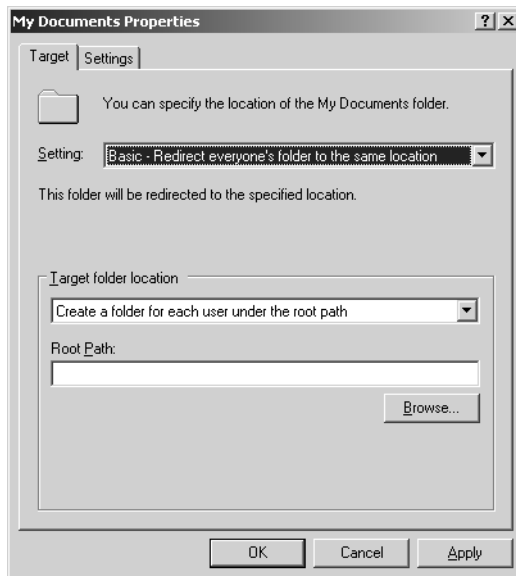 My Documents Properties
Target
Settings
You can specify the location of the My Documents folder.
Setting:
Basic - Redirect everyone's folder to the same location
This folder will be redirected to the specified location.
Target folder location
Create a folder for each user under the root path
Root Path:
Browse...
OK
Cancel
Apply